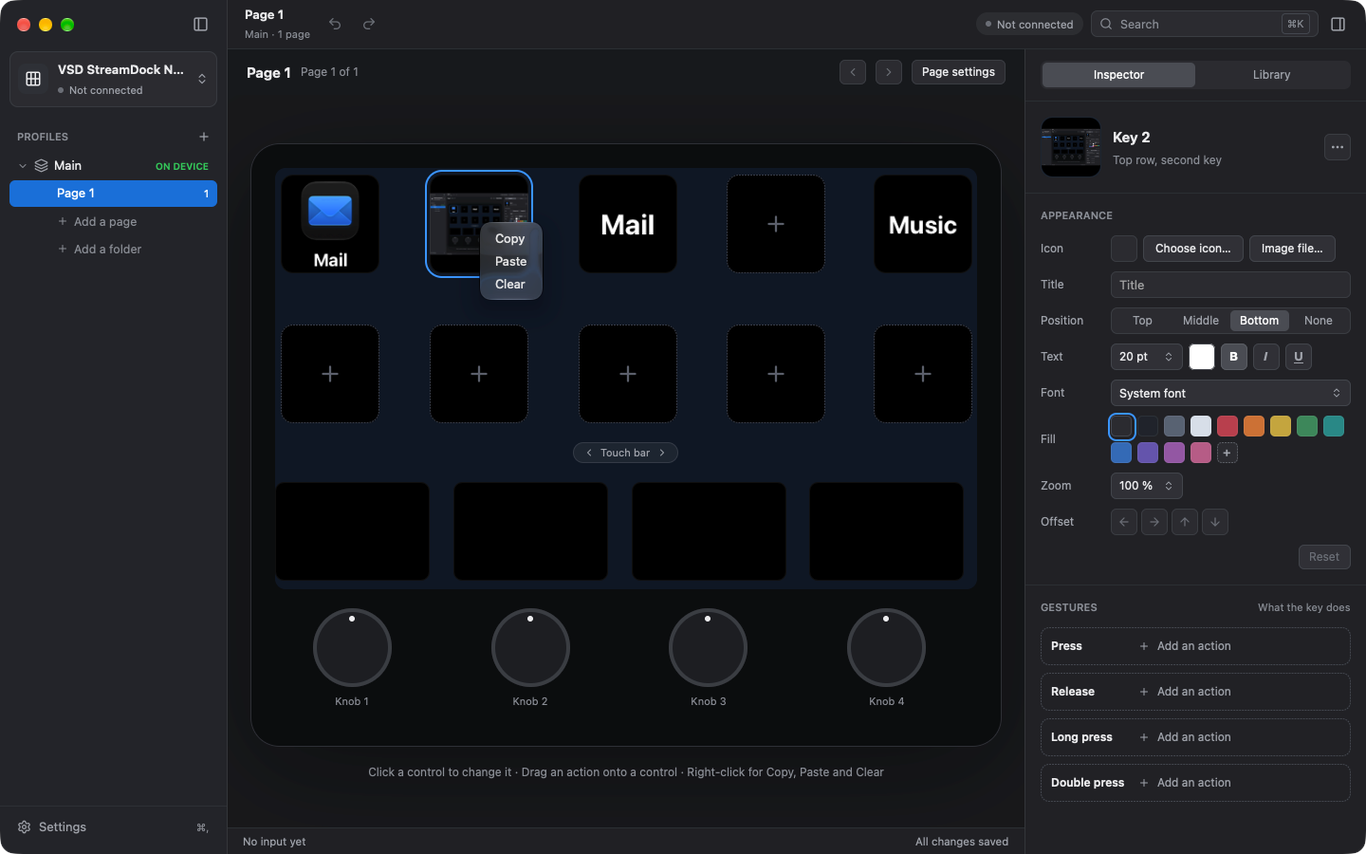 Page 1
Main · 1 page
Not connected
Search
⌘K
VSD StreamDock N...
Not connected
PROFILES
Main
ON DEVICE
Page 1
1
Add a page
Add a folder
Settings
⌘,
Page 1
Page 1 of 1
Page settings
Mail
Copy
Paste
Clear
Mail
Music
Touch bar
Knob 1
Knob 2
Knob 3
Knob 4
Click a control to change it · Drag an action onto a control · Right-click for Copy, Paste and Clear
No input yet
All changes saved
Inspector
Library
Key 2
Top row, second key
APPEARANCE
Icon
Choose icon...
Image file...
Title
Title
Position
Top
Middle
Bottom
None
Text
20 pt
B
I
U
Font
System font
Fill
Zoom
100 %
Offset
Reset
GESTURES
What the key does
Press
Add an action
Release
Add an action
Long press
Add an action
Double press
Add an action